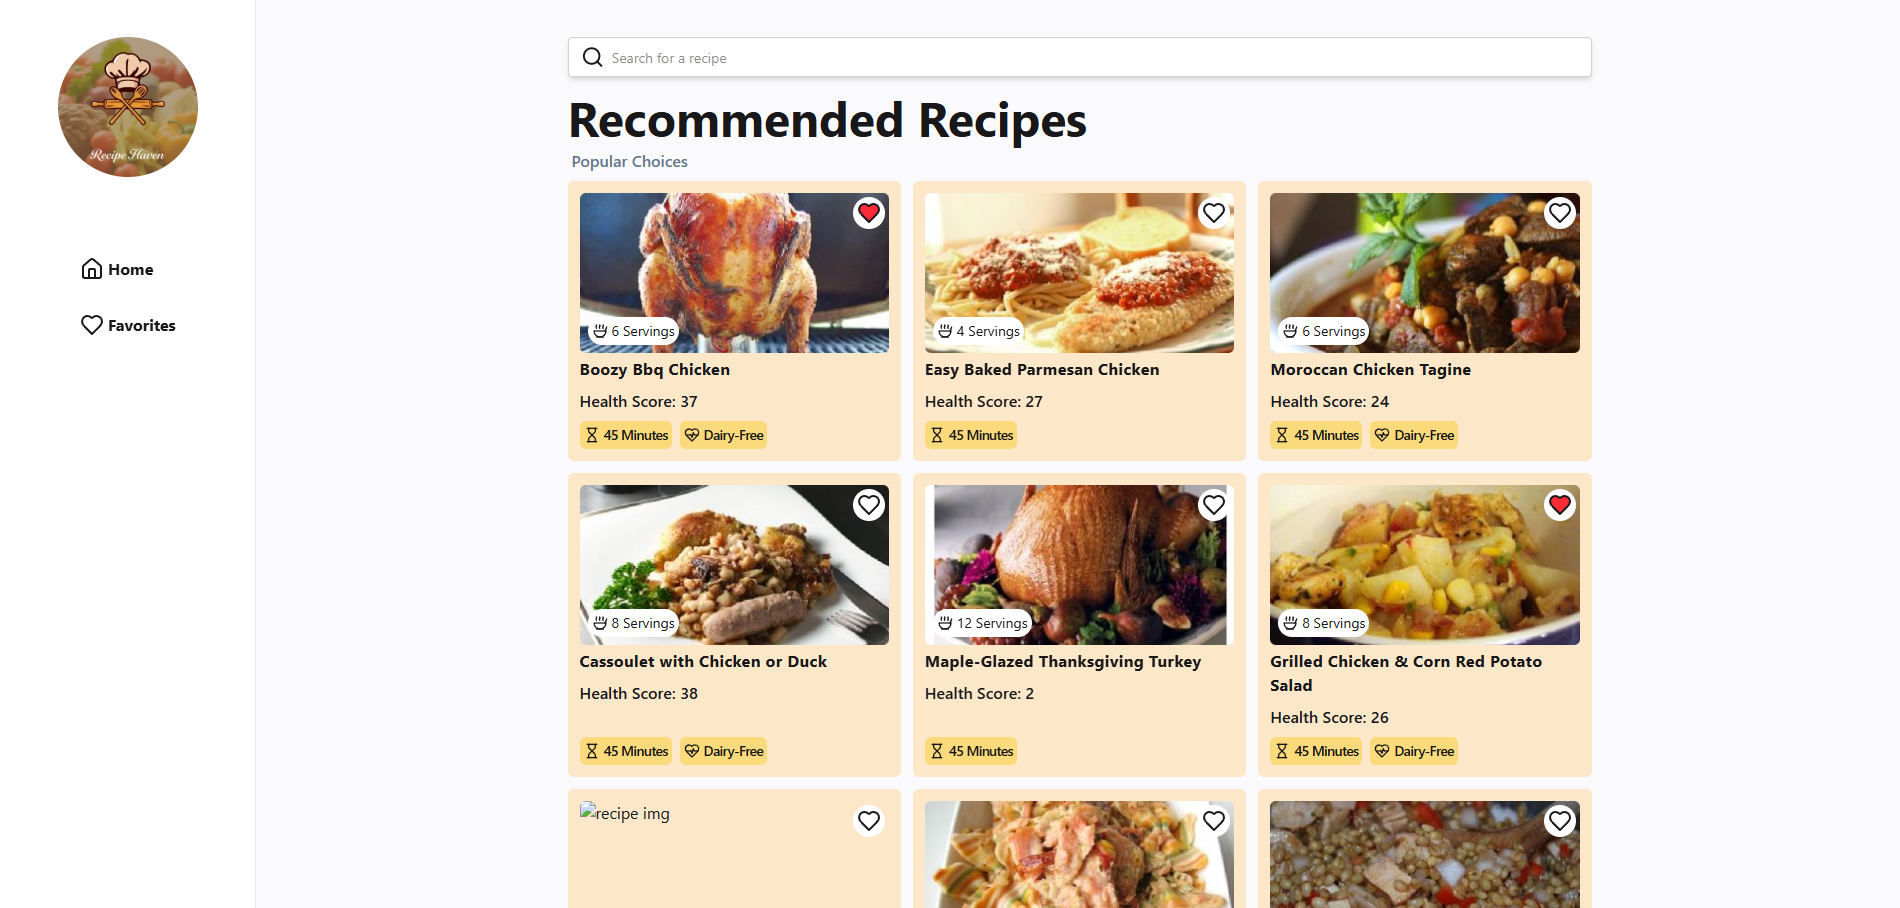 Recipe Haven
Home
Favorites
Search for a recipe
Recommended Recipes
Popular Choices
6 Servings
Boozy Bbq Chicken
Health Score: 37
45 Minutes
Dairy-Free
4 Servings
Easy Baked Parmesan Chicken
Health Score: 27
45 Minutes
6 Servings
Moroccan Chicken Tagine
Health Score: 24
45 Minutes
Dairy-Free
8 Servings
Cassoulet with Chicken or Duck
Health Score: 38
45 Minutes
Dairy-Free
12 Servings
Maple-Glazed Thanksgiving Turkey
Health Score: 2
45 Minutes
8 Servings
Grilled Chicken & Corn Red Potato
Salad
Health Score: 26
45 Minutes
Dairy-Free
recipe img